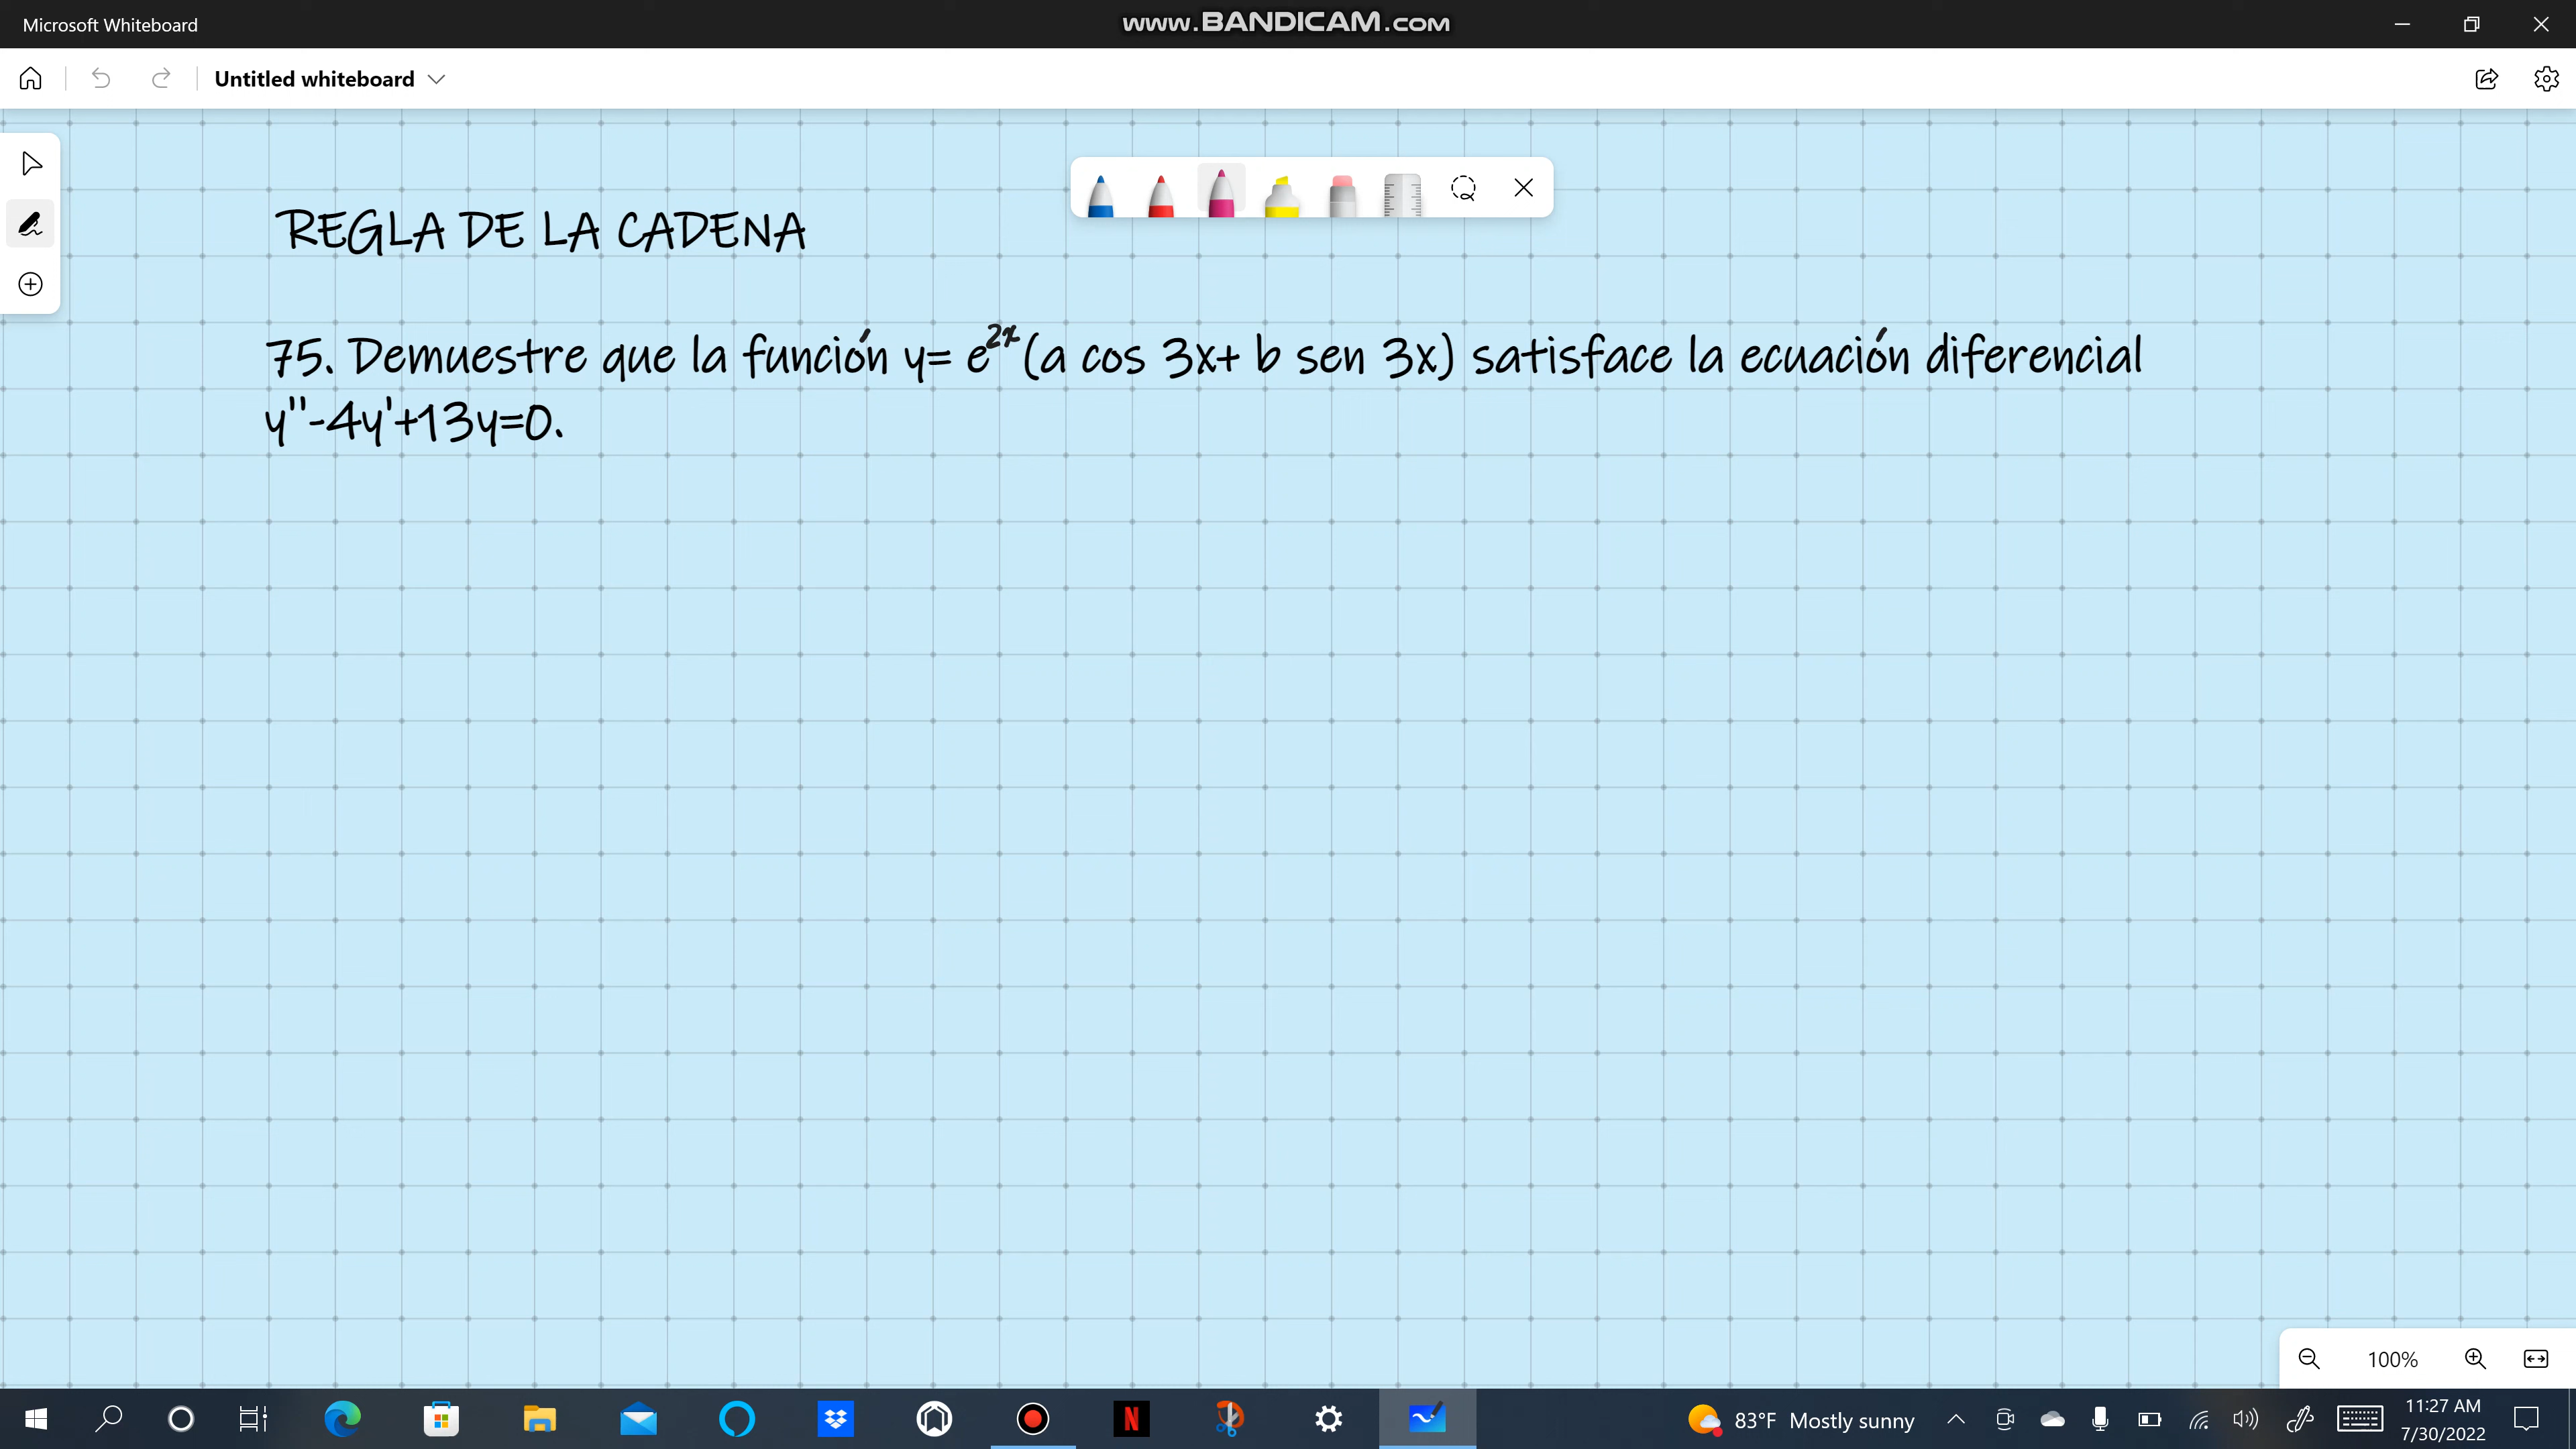 Microsoft Whiteboard
www.BANDICAM.com
Untitled whiteboard
REGLA DE LA CADENA
75. Demuestre que la función y= e²ˣ (a cos 3x+ b sen 3x) satisface la ecuación diferencial
y''-4y'+13y=0.
100%
83°F Mostly sunny
11:27 AM
7/30/2022